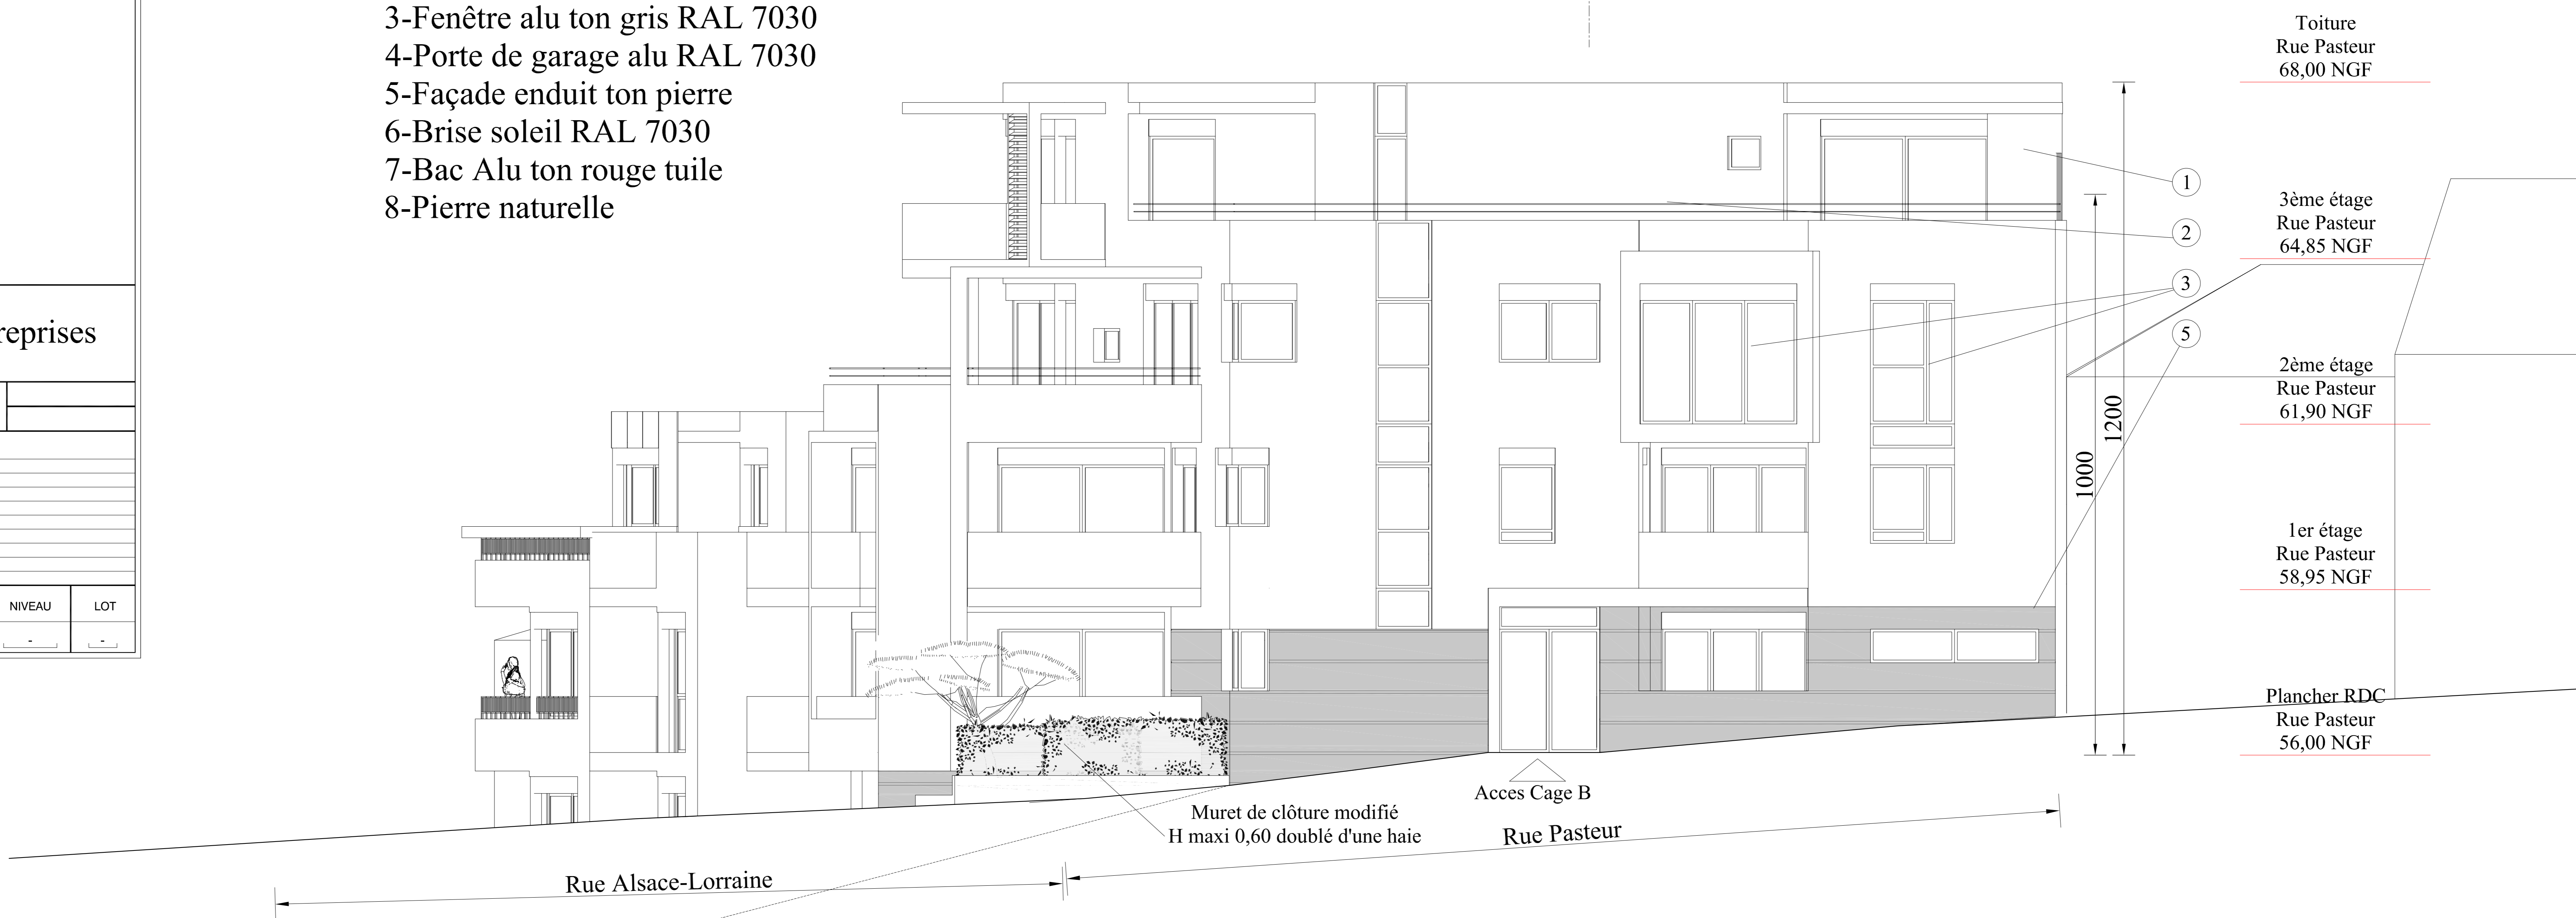 3-Fenêtre alu ton gris RAL 7030
4-Porte de garage alu RAL 7030
5-Façade enduit ton pierre
6-Brise soleil RAL 7030
7-Bac Alu ton rouge tuile
8-Pierre naturelle
reprises
NIVEAU
LOT
-
-
Toiture
Rue Pasteur
68,00 NGF
3ème étage
Rue Pasteur
64,85 NGF
2ème étage
Rue Pasteur
61,90 NGF
1er étage
Rue Pasteur
58,95 NGF
Plancher RDC
Rue Pasteur
56,00 NGF
1
2
3
5
1200
1000
Acces Cage B
Muret de clôture modifié
H maxi 0,60 doublé d'une haie
Rue Pasteur
Rue Alsace-Lorraine